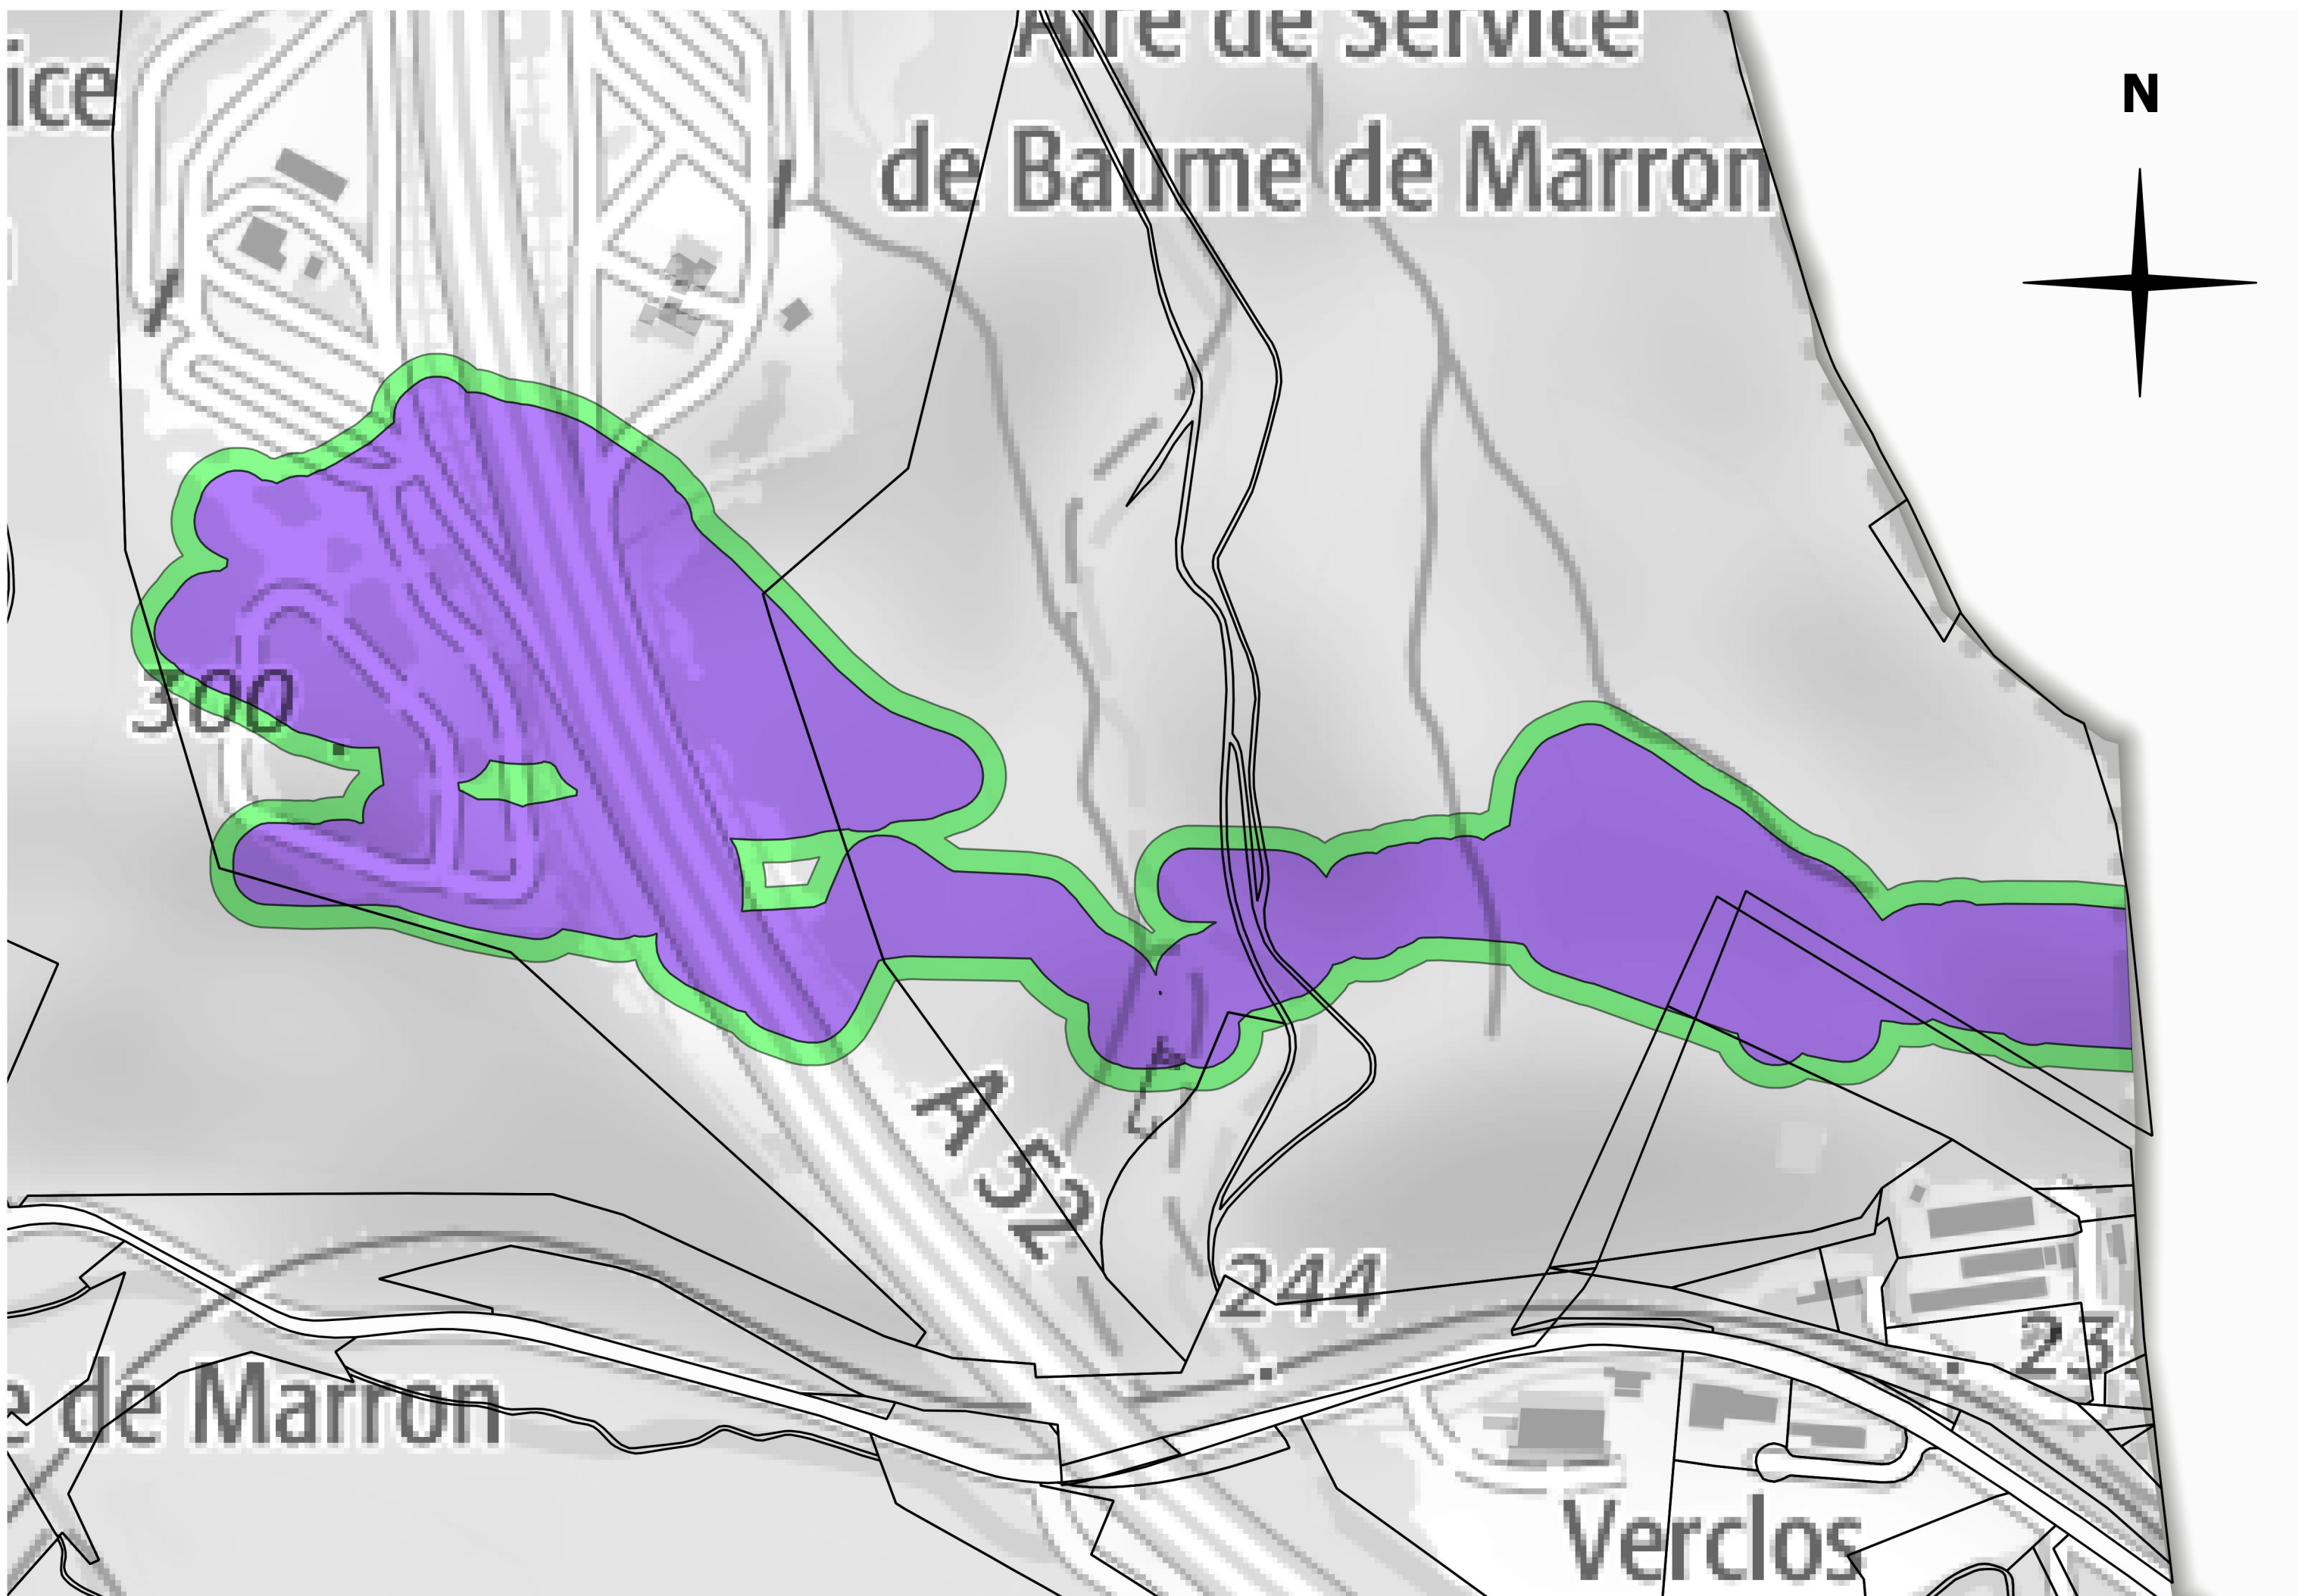 Aire de Service
ice
N
de Baume de Marron
300
A 52
244
23
e de Marron
Verclos